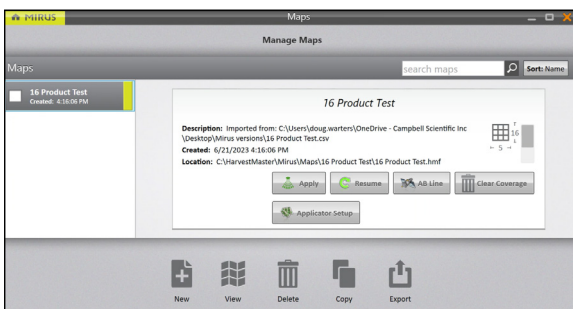 MIRUS
Maps
Manage Maps
Maps
search maps
Sort: Name
16 Product Test
Created: 4:16:06 PM
16 Product Test
Description: Imported from: C:\Users\doug.warters\OneDrive - Campbell Scientific Inc
\Desktop\Mirus versions\16 Product Test.csv
Created: 6/21/2023 4:16:06 PM
Location: C:\HarvestMaster\Mirus\Maps\16 Product Test\16 Product Test.hmf
16
5
Apply
Resume
AB Line
Clear Coverage
Applicator Setup
New
View
Delete
Copy
Export